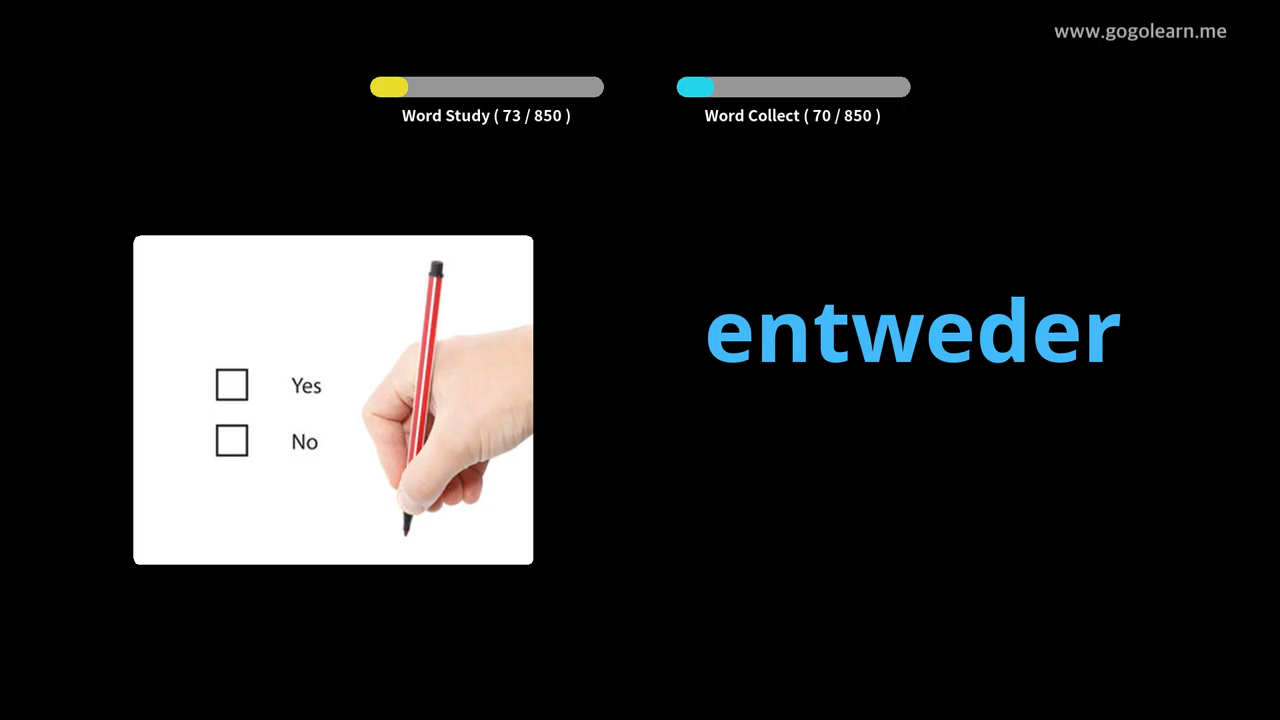 www.gogolearn.me
Word Study ( 73 / 850 )
Word Collect ( 70 / 850 )
entweder
Yes
No